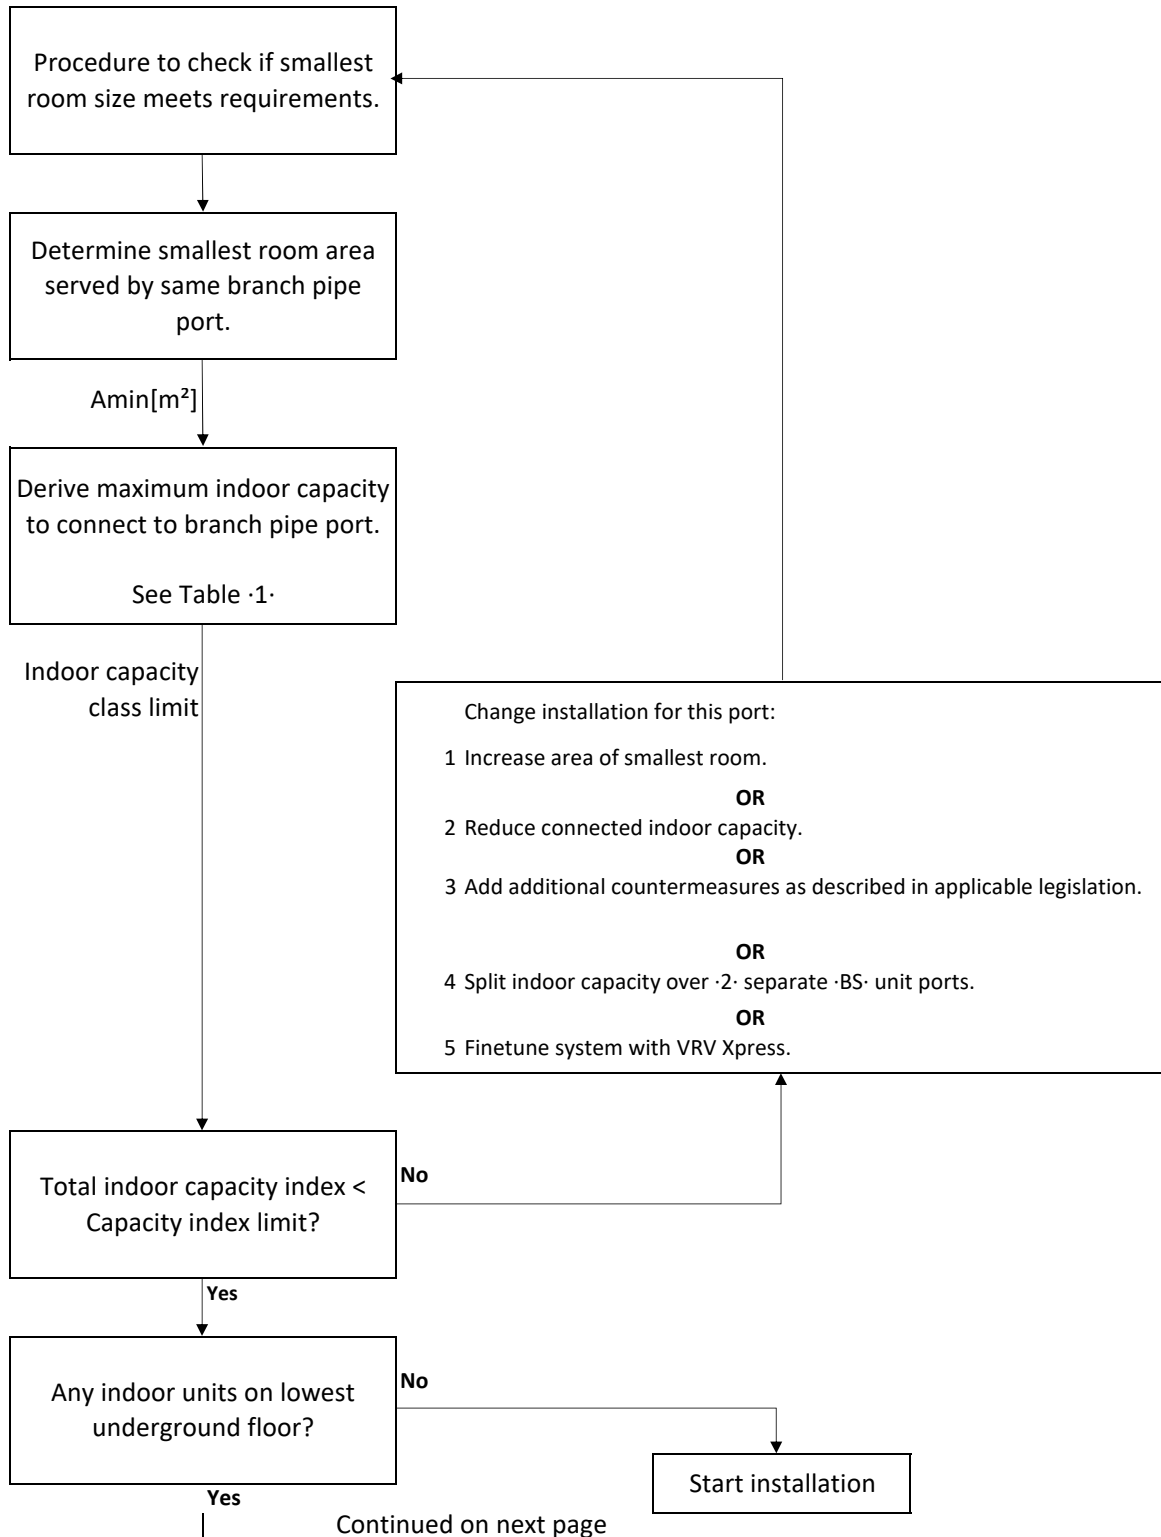 Procedure to check if smallest
room size meets requirements.
Determine smallest room area
served by same branch pipe
port.
Amin[m²]
Derive maximum indoor capacity
to connect to branch pipe port.
See Table ·1·
Indoor capacity
class limit
Change installation for this port:
1 Increase area of smallest room.
OR
2 Reduce connected indoor capacity.
OR
3 Add additional countermeasures as described in applicable legislation.
OR
4 Split indoor capacity over ·2· separate ·BS· unit ports.
OR
5 Finetune system with VRV Xpress.
Total indoor capacity index <
Capacity index limit?
No
Yes
Any indoor units on lowest
underground floor?
No
Start installation
Yes
Continued on next page